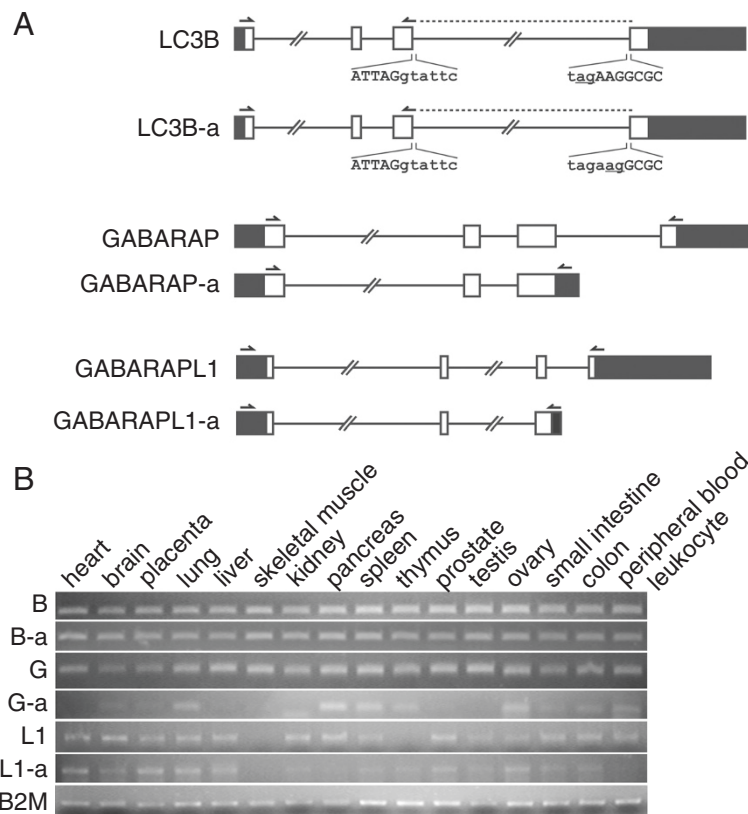 A
LC3B
ATTAGgtattc
tagAAGGCGC
LC3B-a
ATTAGgtattc
tagaagGCGC
GABARAP
GABARAP-a
GABARAPL1
GABARAPL1-a
B
heart
brain
placenta
lung
liver
skeletal muscle
kidney
pancreas
spleen
thymus
prostate
testis
ovary
small intestine
colon
peripheral blood
leukocyte
B
B-a
G
G-a
L1
L1-a
B2M